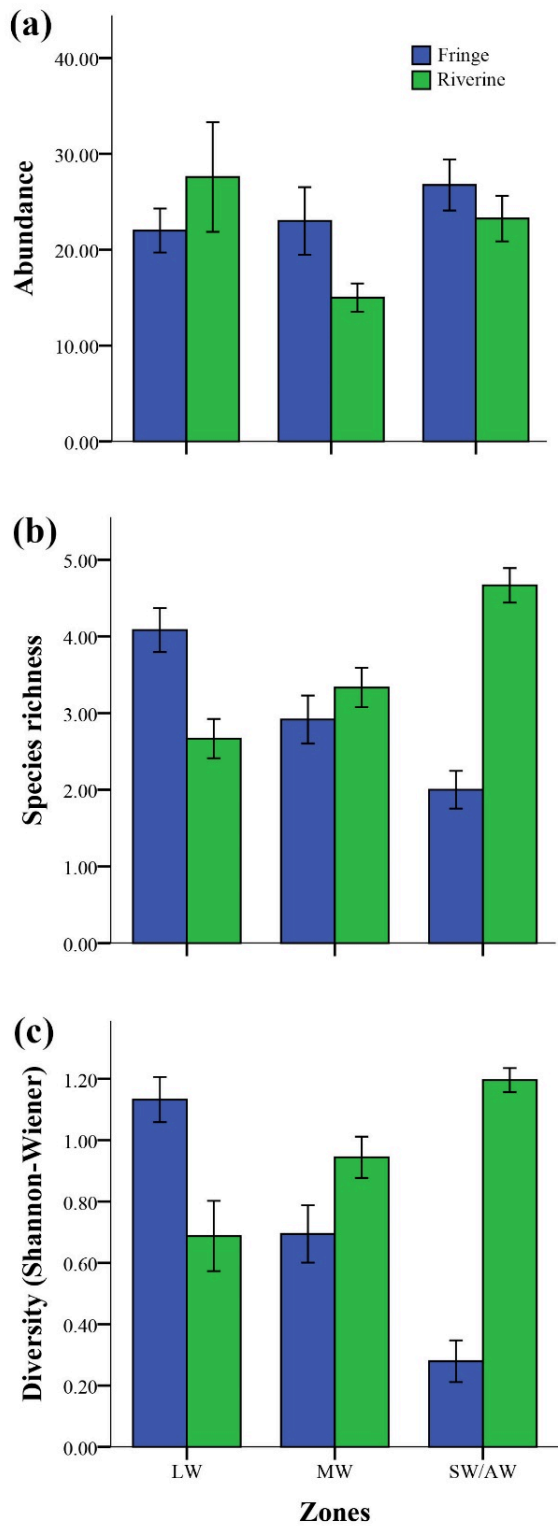 (a)
Fringe
Riverine
Abundance
40.00
30.00
20.00
10.00
0.00
(b)
Species richness
5.00
4.00
3.00
2.00
1.00
0.00
(c)
Diversity (Shannon-Wiener)
1.20
1.00
0.80
0.60
0.40
0.20
0.00
LW MW SW/AW
Zones